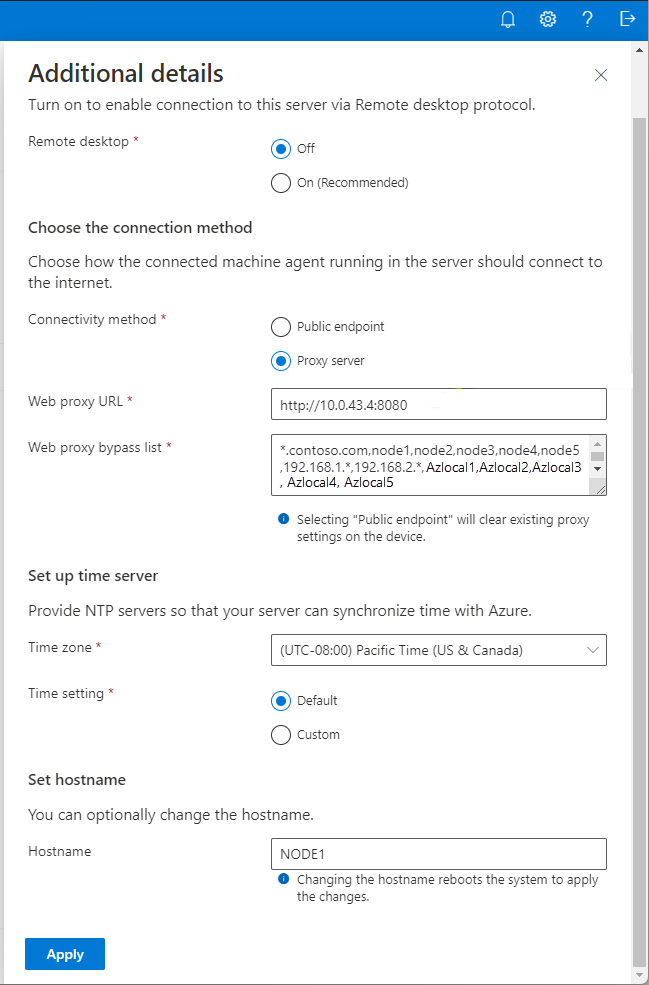 Additional details
Turn on to enable connection to this server via Remote desktop protocol.
Remote desktop *
Off
On (Recommended)
Choose the connection method
Choose how the connected machine agent running in the server should connect to
the internet.
Connectivity method *
Public endpoint
Proxy server
Web proxy URL *
http://10.0.43.4:8080
Web proxy bypass list *
*.contoso.com,node1,node2,node3,node4,node5
,192.168.1.*,192.168.2.*,Azlocal1,Azlocal2,Azlocal3
, Azlocal4, Azlocal5
Selecting "Public endpoint" will clear existing proxy
settings on the device.
Set up time server
Provide NTP servers so that your server can synchronize time with Azure.
Time zone *
(UTC-08:00) Pacific Time (US & Canada)
Time setting *
Default
Custom
Set hostname
You can optionally change the hostname.
Hostname
NODE1
Changing the hostname reboots the system to apply
the changes.
Apply